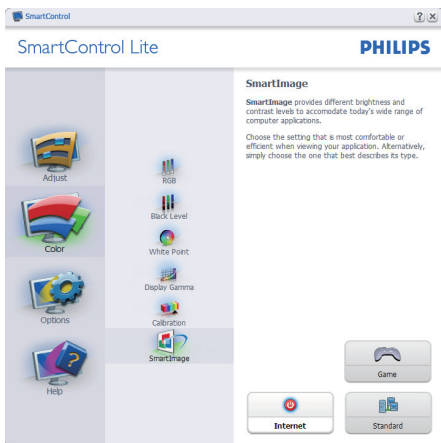 SmartControl
? x
SmartControl Lite
PHILIPS
Adjust
Color
Options
Help
RGB
Black Level
White Point
Display Gamma
Calibration
SmartImage
SmartImage
SmartImage provides different brightness and
contrast levels to accomodate today's wide range of
computer applications.
Choose the setting that is most comfortable or
efficient when viewing your application. Alternatively,
simply choose the one that best describes its type.
Game
Internet
Standard